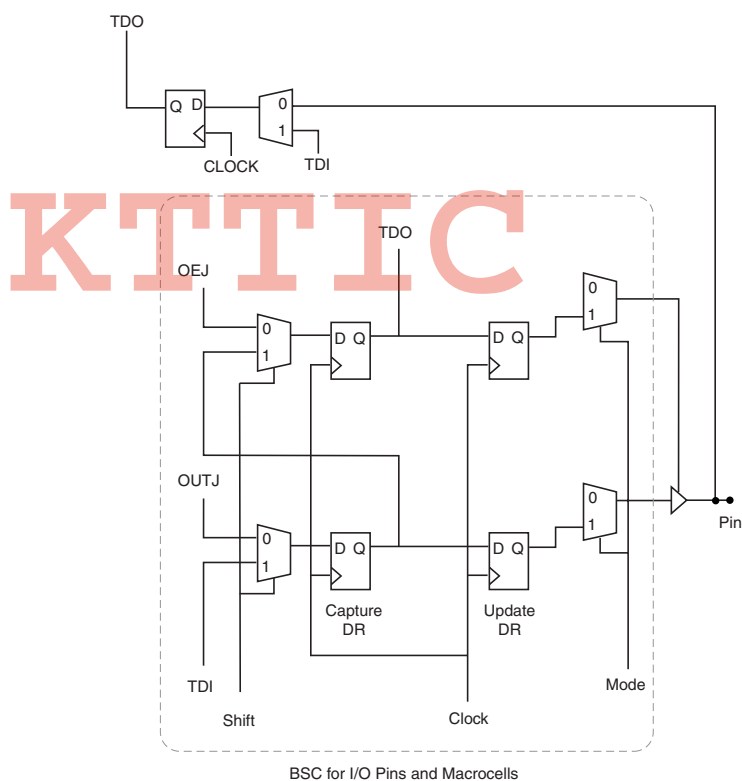 TDO
Q D
0
1
CLOCK
TDI
KTTIC
TDO
OEJ
0
1
D Q
D Q
0
1
OUTJ
0
1
D Q
D Q
0
1
Pin
Capture
DR
Update
DR
TDI
Shift
Clock
Mode
BSC for I/O Pins and Macrocells